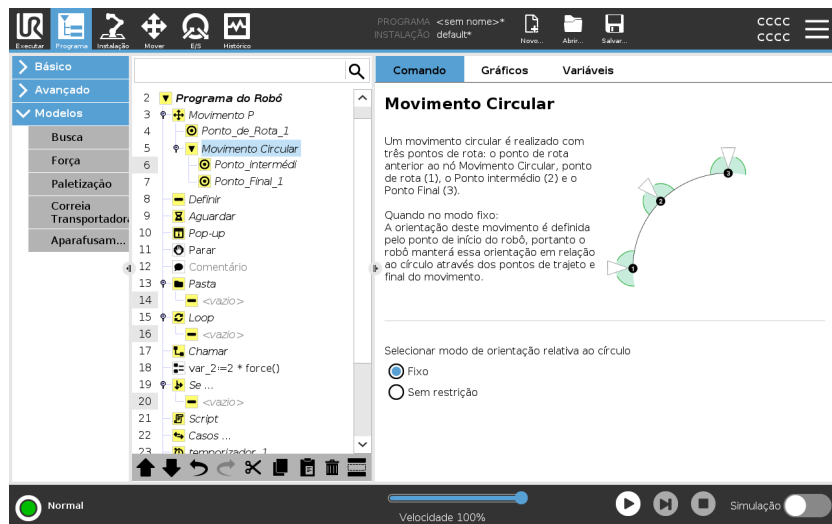 UR
Executar
Programa
Instalação
Mover
E/S
Histórico
PROGRAMA <sem nome>*
INSTALAÇÃO default*
Novo...
Abrir...
Salvar...
cccc
cccc
Básico
Avançado
Modelos
Busca
Força
Paletização
Correia
Transportador
Aparafusam...
2 Programa do Robô
3 Movimento P
4 Ponto_de_Rota_1
5 Movimento Circular
6 Ponto_intermédi
7 Ponto_Final_1
8 Definir
9 Aguardar
10 Pop-up
11 Parar
12 Comentário
13 Pasta
14 <vazio>
15 Loop
16 <vazio>
17 Chamar
18 var_2:=2 * force()
19 Se ...
20 <vazio>
21 Script
22 Casos ...
23 temporizador_1
Comando
Gráficos
Variáveis
Movimento Circular
Um movimento circular é realizado com
três pontos de rota: o ponto de rota
anterior ao nó Movimento Circular, ponto
de rota (1), o Ponto intermédio (2) e o
Ponto Final (3).
Quando no modo fixo:
A orientação deste movimento é definida
pelo ponto de início do robô, portanto o
robô manterá essa orientação em relação
ao círculo através dos pontos de trajeto e
final do movimento.
3
2
1
Selecionar modo de orientação relativa ao círculo
Fixo
Sem restrição
Normal
Velocidade 100%
Simulação